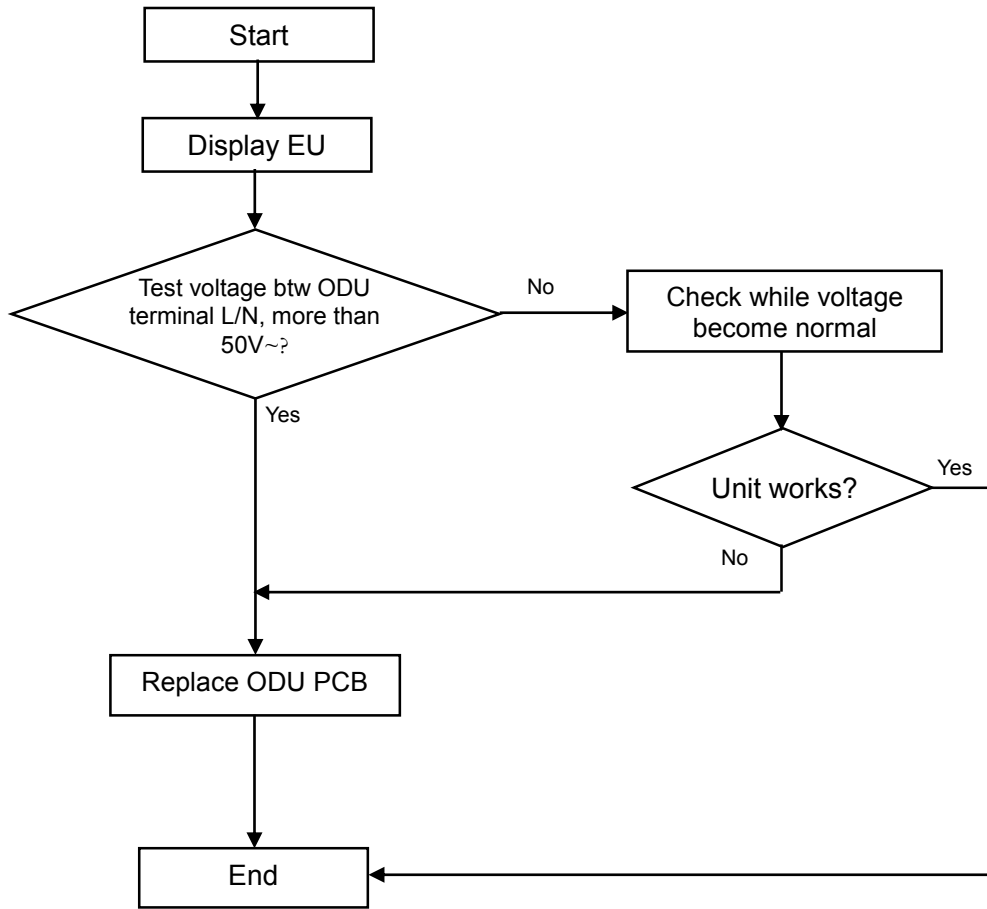 Start
Display EU
Test voltage btw ODU
terminal L/N, more than
50V~?
No
Check while voltage
become normal
Yes
Unit works?
Yes
No
Replace ODU PCB
End